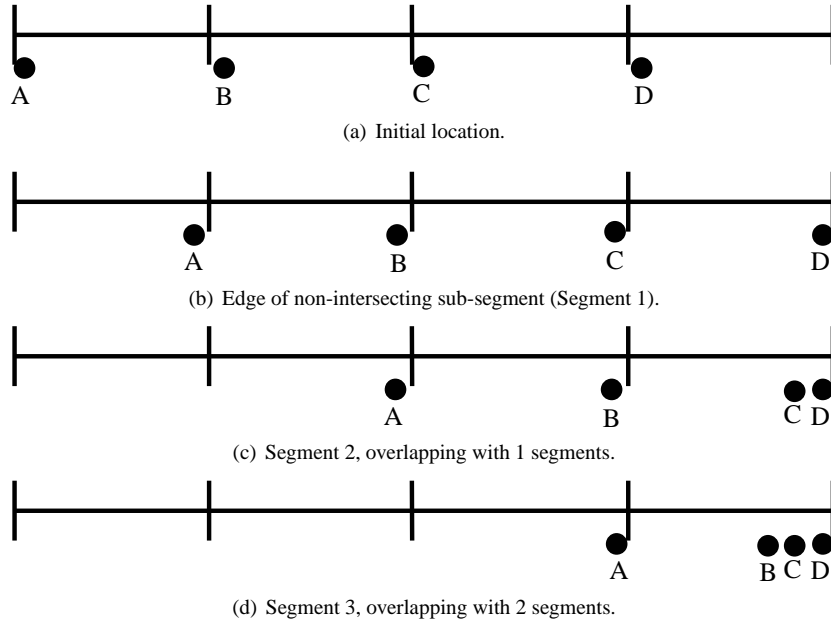 A B C D
(a) Initial location.
A B C D
(b) Edge of non-intersecting sub-segment (Segment 1).
A B C D
(c) Segment 2, overlapping with 1 segments.
A B C D
(d) Segment 3, overlapping with 2 segments.